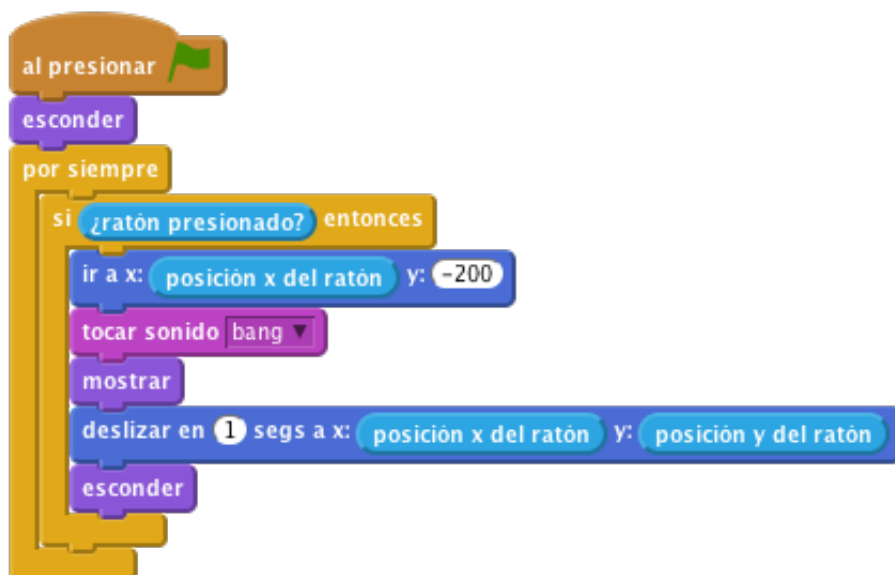 al presionar
esconder
por siempre
si ¿ratón presionado? entonces
ir a x: posición x del ratón y: -200
tocar sonido bang
mostrar
deslizar en 1 segs a x: posición x del ratón y: posición y del ratón
esconder